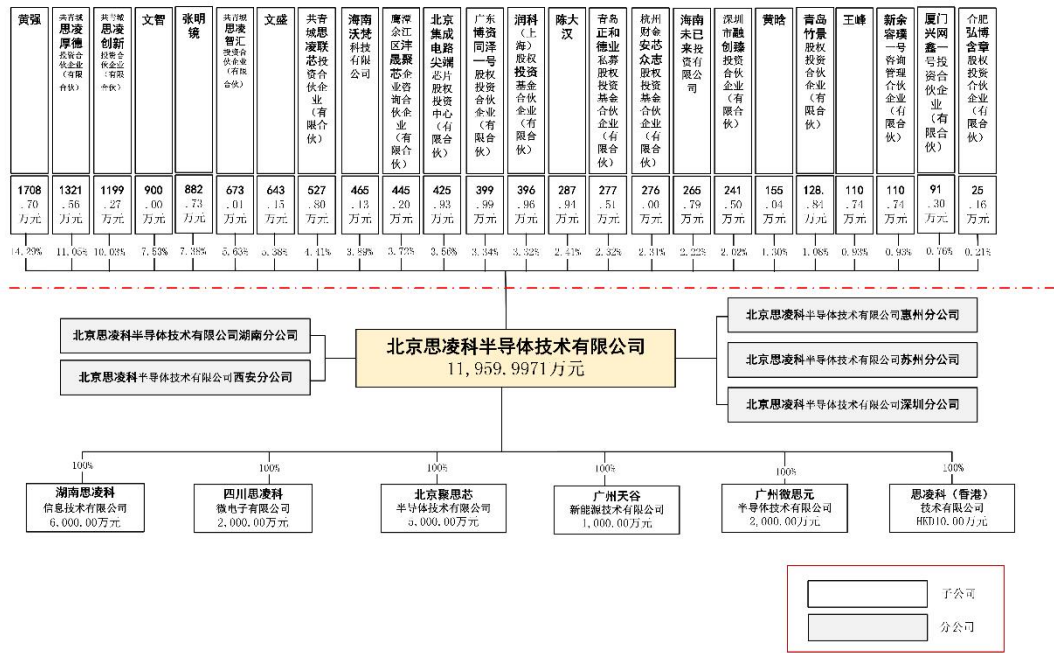 黄强
共青城思凌厚德投资合伙企业（有限合伙）
共青城思凌创新投资合伙企业（有限合伙）
文智
张明镜
共青城思凌智汇投资合伙企业（有限合伙）
文盛
共青城思凌联芯投资合伙企业（有限合伙）
海南沃梵科技有限公司
鹰潭余江区沣晟聚芯企业咨询合伙企业（有限合伙）
北京集成电路尖端芯片股权投资中心（有限合伙）
广东博资同泽一号股权投资合伙企业（有限合伙）
润科（上海）股权投资基金合伙企业（有限合伙）
陈大汉
青岛正和德业私募股权投资基金合伙企业（有限合伙）
杭州财金安芯众志股权投资基金合伙企业（有限合伙）
海南已未来投资有限公司
深圳市融创臻投资合伙企业（有限合伙）
黄晗
青岛竹景股权投资合伙企业（有限合伙）
王峰
新余容璞一号咨询管理合伙企业（有限合伙）
厦门网兴鑫一号投资合伙企业（有限合伙）
合肥弘博含章股权投资合伙企业（有限合伙）
1708.70万元
1321.56万元
1199.27万元
900.00万元
882.73万元
673.01万元
643.15万元
527.80万元
465.13万元
445.20万元
425.93万元
399.99万元
396.96万元
287.94万元
277.51万元
276.00万元
265.79万元
241.50万元
155.04万元
128.84万元
110.74万元
110.74万元
91.30万元
25.16万元
14.29%
11.05%
10.03%
7.53%
7.38%
5.63%
5.38%
4.41%
3.89%
3.72%
3.56%
3.34%
3.32%
2.41%
2.32%
2.31%
2.22%
2.02%
1.30%
1.08%
0.93%
0.93%
0.76%
0.21%
北京思凌科半导体技术有限公司湖南分公司
北京思凌科半导体技术有限公司西安分公司
北京思凌科半导体技术有限公司
11,959.9971万元
北京思凌科半导体技术有限公司惠州分公司
北京思凌科半导体技术有限公司苏州分公司
北京思凌科半导体技术有限公司深圳分公司
100%
100%
100%
100%
100%
100%
湖南思凌科
信息技术有限公司
6,000.00万元
四川思凌科
微电子有限公司
2,000.00万元
北京聚思芯
半导体技术有限公司
5,000.00万元
广州天谷
新能源技术有限公司
1,000.00万元
广州微思元
半导体技术有限公司
2,000.00万元
思凌科（香港）
技术有限公司
HKD10.00万元
子公司
分公司